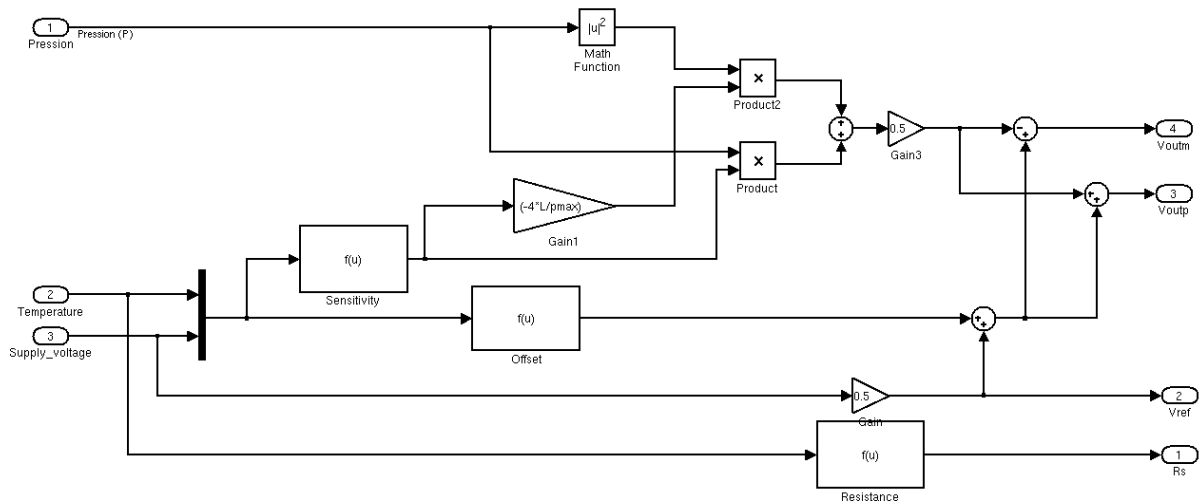 1
Pression
Pression (P)
|u|²
Math
Function
×
Product2
×
Product
+
+
0.5
Gain3
-
+
4
Voutm
+
+
3
Voutp
(-4*L/pmax)
Gain1
f(u)
Sensitivity
2
Temperature
3
Supply_voltage
f(u)
Offset
+
+
0.5
Gain
2
Vref
f(u)
Resistance
1
Rs